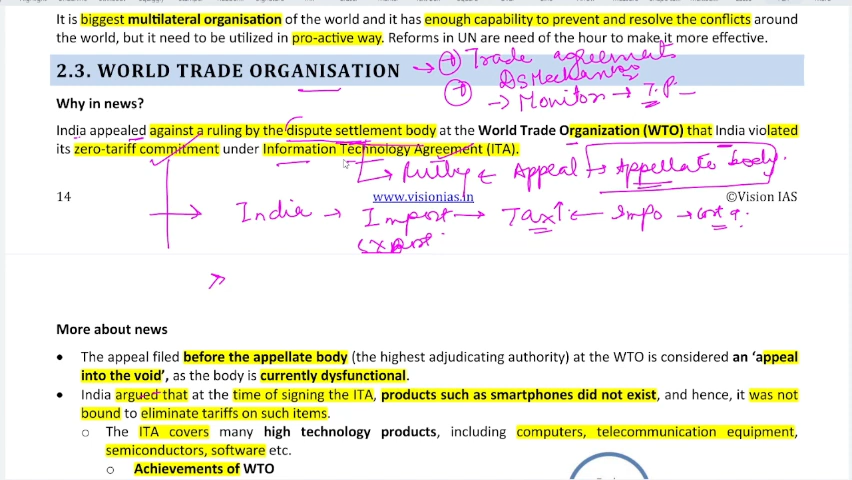 It is biggest multilateral organisation of the world and it has enough capability to prevent and resolve the conflicts around
the world, but it need to be utilized in pro-active way. Reforms in UN are need of the hour to make it more effective.
2.3. WORLD TRADE ORGANISATION → + Trade agreements
DSMechanism
+ → Monitor → T.P
Why in news?
India appealed against a ruling by the dispute settlement body at the World Trade Organization (WTO) that India violated
its zero-tariff commitment under Information Technology Agreement (ITA).
→ Ruling ← Appeal → Appellate body.
14 www.visionias.in ©Vision IAS
India → Import → Tax↑ ← Impo →
Export
More about news
• The appeal filed before the appellate body (the highest adjudicating authority) at the WTO is considered an ‘appeal
into the void’, as the body is currently dysfunctional.
• India argued that at the time of signing the ITA, products such as smartphones did not exist, and hence, it was not
bound to eliminate tariffs on such items.
o The ITA covers many high technology products, including computers, telecommunication equipment,
semiconductors, software etc.
o Achievements of WTO